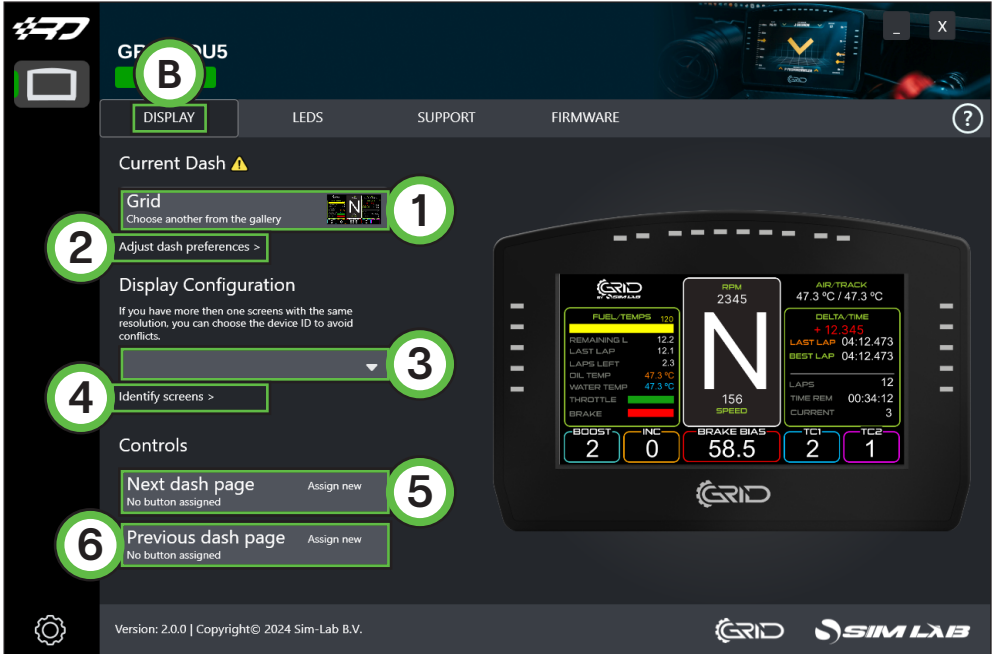 B
X
DISPLAY
LEDS
SUPPORT
FIRMWARE
?
Current Dash
Grid
Choose another from the gallery
1
2
Adjust dash preferences >
Display Configuration
If you have more then one screens with the same
resolution, you can choose the device ID to avoid
conflicts.
3
4
Identify screens >
Controls
Next dash page
Assign new
No button assigned
5
6
Previous dash page
Assign new
No button assigned
GRID
BY SIM LAB
FUEL/TEMPS 120
REMAINING L 12.2
LAST LAP 12.1
LAPS LEFT 2.3
OIL TEMP 47.3 ºC
WATER TEMP 47.3 ºC
THROTTLE
BRAKE
RPM
2345
N
156
SPEED
AIR/TRACK
47.3 ºC / 47.3 ºC
DELTA/TIME
+ 12.345
LAST LAP 04:12.473
BEST LAP 04:12.473
LAPS 12
TIME REM 00:34:12
CURRENT 3
BOOST
2
INC
0
BRAKE BIAS
58.5
TC1
2
TC2
1
GRID
Version: 2.0.0 | Copyright© 2024 Sim-Lab B.V.
GRID
SIM LAB